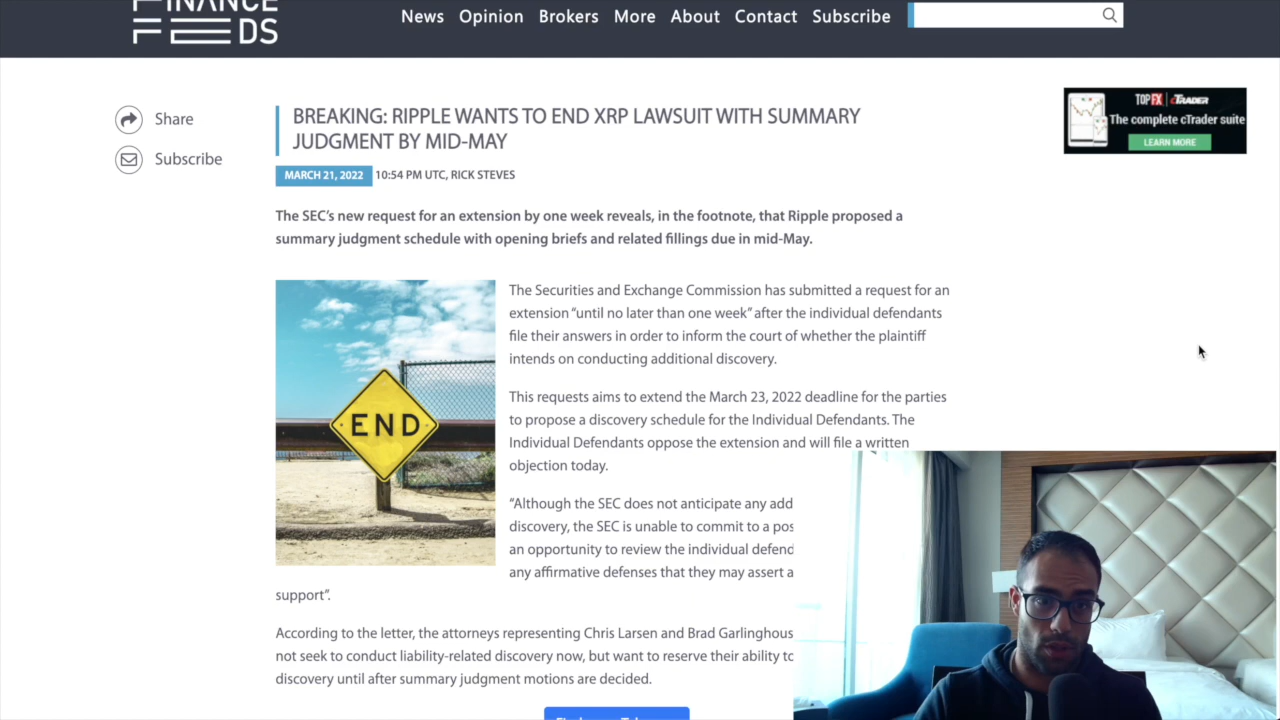 FINANCE
FEEDS
News Opinion Brokers More About Contact Subscribe
Share
Subscribe
BREAKING: RIPPLE WANTS TO END XRP LAWSUIT WITH SUMMARY
JUDGMENT BY MID-MAY
MARCH 21, 2022 10:54 PM UTC, RICK STEVES
TOPFX cTRADER
The complete cTrader suite
LEARN MORE
The SEC's new request for an extension by one week reveals, in the footnote, that Ripple proposed a
summary judgment schedule with opening briefs and related fillings due in mid-May.
END
The Securities and Exchange Commission has submitted a request for an
extension “until no later than one week” after the individual defendants
file their answers in order to inform the court of whether the plaintiff
intends on conducting additional discovery.
This requests aims to extend the March 23, 2022 deadline for the parties
to propose a discovery schedule for the Individual Defendants. The
Individual Defendants oppose the extension and will file a written
objection today.
“Although the SEC does not anticipate any add
discovery, the SEC is unable to commit to a pos
an opportunity to review the individual defend
any affirmative defenses that they may assert a
support”.
According to the letter, the attorneys representing Chris Larsen and Brad Garlinghous
not seek to conduct liability-related discovery now, but want to reserve their ability to
discovery until after summary judgment motions are decided.